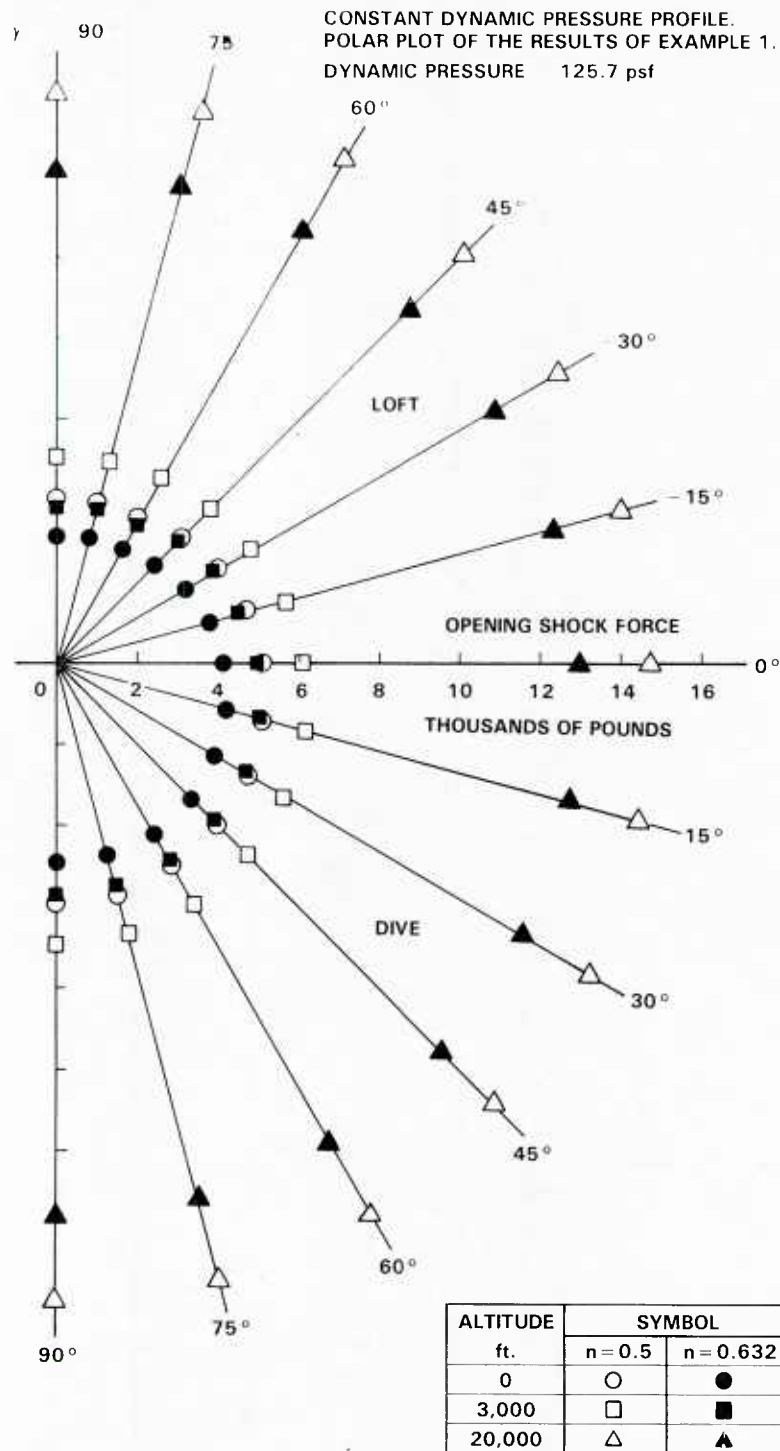 CONSTANT DYNAMIC PRESSURE PROFILE.
POLAR PLOT OF THE RESULTS OF EXAMPLE 1.
DYNAMIC PRESSURE 125.7 psf
γ 90
75
60°
45°
30°
LOFT
15°
OPENING SHOCK FORCE
0°
0 2 4 6 8 10 12 14 16
THOUSANDS OF POUNDS
15°
DIVE
30°
45°
60°
75°
90°
ALTITUDE SYMBOL
ft. n=0.5 n=0.632
0
3,000
20,000